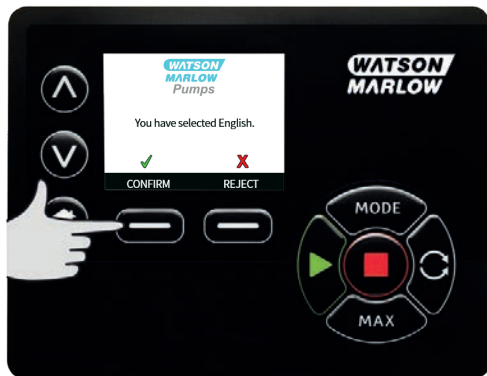 WATSON
MARLOW
Pumps
You have selected English.
CONFIRM
REJECT
WATSON
MARLOW
MODE
MAX